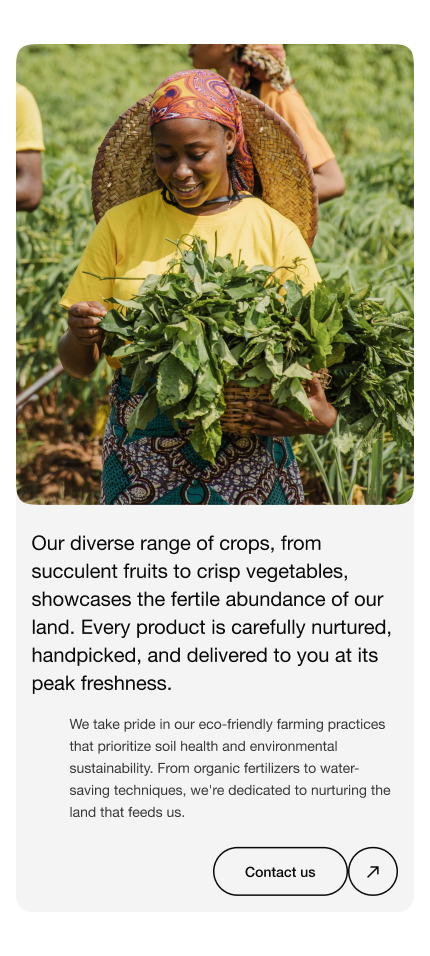 Our diverse range of crops, from
succulent fruits to crisp vegetables,
showcases the fertile abundance of our
land. Every product is carefully nurtured,
handpicked, and delivered to you at its
peak freshness.
We take pride in our eco-friendly farming practices
that prioritize soil health and environmental
sustainability. From organic fertilizers to water-
saving techniques, we're dedicated to nurturing the
land that feeds us.
Contact us